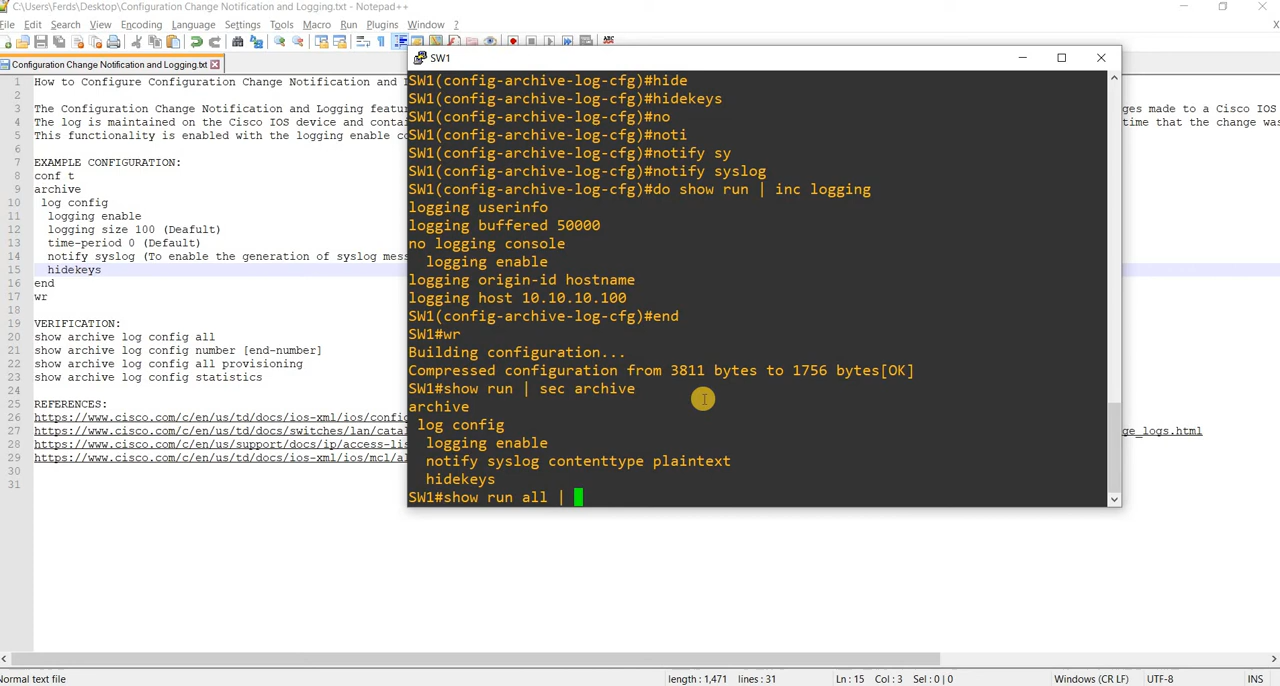 C:\Users\Ferds\Desktop\Configuration Change Notification and Logging.txt - Notepad++
File Edit Search View Encoding Language Settings Tools Macro Run Plugins Window ?
Configuration Change Notification and Logging.txt
1 How to Configure Configuration Change Notification and
2
3 The Configuration Change Notification and Logging
4 The log is maintained on the Cisco IOS device and
5 This functionality is enabled with the logging enable
6
7 EXAMPLE CONFIGURATION:
8 conf t
9 archive
10 log config
11 logging enable
12 logging size 100 (Deafult)
13 time-period 0 (Default)
14 notify syslog (To enable the generation of syslog
15 hidekeys
16 end
17 wr
18
19 VERIFICATION:
20 show archive log config all
21 show archive log config number [end-number]
22 show archive log config all provisioning
23 show archive log config statistics
24
25 REFERENCES:
26 https://www.cisco.com/c/en/us/td/docs/ios-xml/ios/config
27 https://www.cisco.com/c/en/us/td/docs/switches/lan/cata
28 https://www.cisco.com/c/en/us/support/docs/ip/access-lis
29 https://www.cisco.com/c/en/us/td/docs/ios-xml/ios/mcl/al
30
31
made to a Cisco IOS
time that the change was
ge_logs.html
SW1
SW1(config-archive-log-cfg)#hide
SW1(config-archive-log-cfg)#hidekeys
SW1(config-archive-log-cfg)#no
SW1(config-archive-log-cfg)#noti
SW1(config-archive-log-cfg)#notify sy
SW1(config-archive-log-cfg)#notify syslog
SW1(config-archive-log-cfg)#do show run | inc logging
logging userinfo
logging buffered 50000
no logging console
logging enable
logging origin-id hostname
logging host 10.10.10.100
SW1(config-archive-log-cfg)#end
SW1#wr
Building configuration...
Compressed configuration from 3811 bytes to 1756 bytes[OK]
SW1#show run | sec archive
archive
log config
logging enable
notify syslog contenttype plaintext
hidekeys
SW1#show run all |
Normal text file length : 1,471 lines : 31 Ln : 15 Col : 3 Sel : 0 | 0 Windows (CR LF) UTF-8 INS